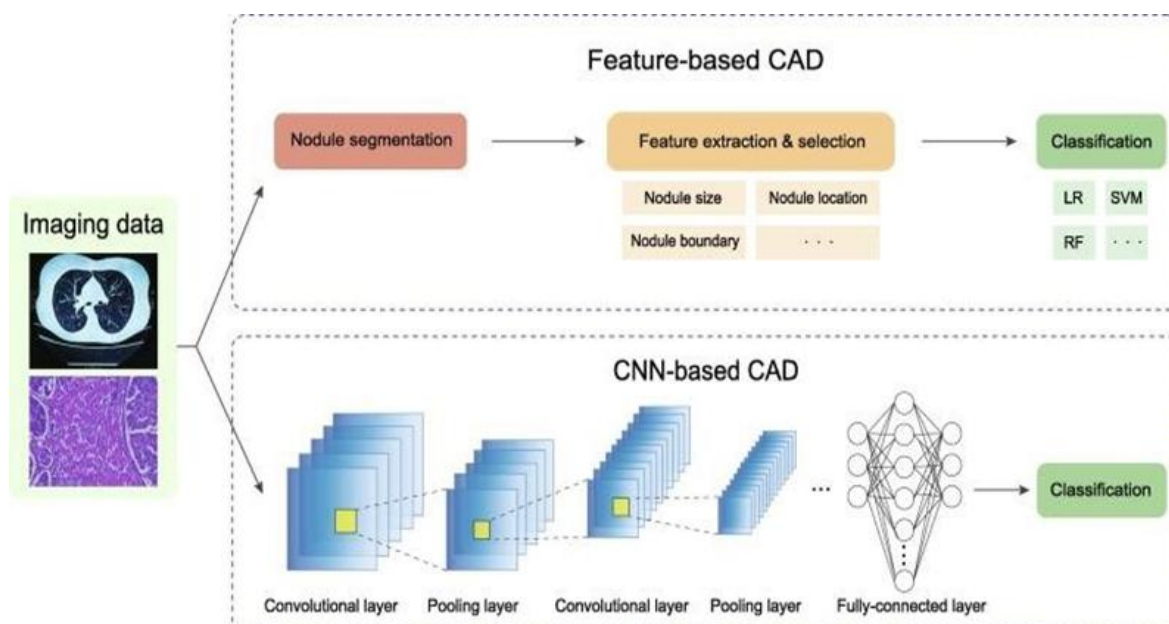 Feature-based CAD
Nodule segmentation
Feature extraction & selection
Classification
Nodule size
Nodule location
LR
SVM
Nodule boundary
. . .
RF
. . .
Imaging data
CNN-based CAD
...
Classification
Convolutional layer
Pooling layer
Convolutional layer
Pooling layer
Fully-connected layer